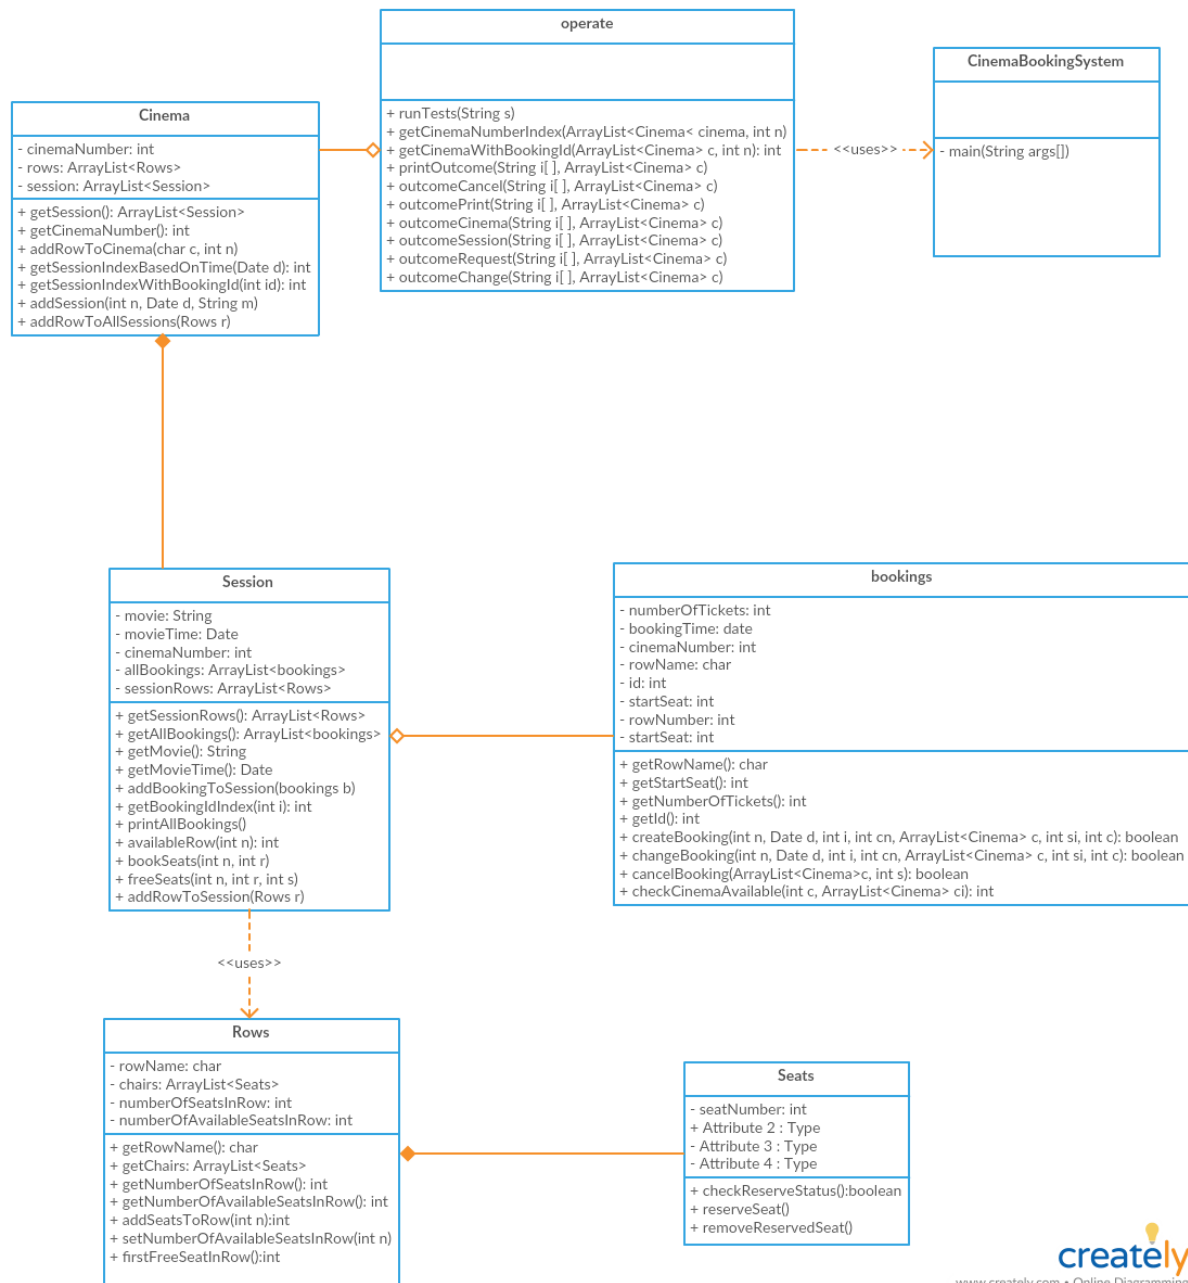 operate
+ runTests(String s)
+ getCinemaNumberIndex(ArrayList<Cinema< cinema, int n)
+ getCinemaWithBookingId(ArrayList<Cinema> c, int n): int
+ printOutcome(String i[ ], ArrayList<Cinema> c)
+ outcomeCancel(String i[ ], ArrayList<Cinema> c)
+ outcomePrint(String i[ ], ArrayList<Cinema> c)
+ outcomeCinema(String i[ ], ArrayList<Cinema> c)
+ outcomeSession(String i[ ], ArrayList<Cinema> c)
+ outcomeRequest(String i[ ], ArrayList<Cinema> c)
+ outcomeChange(String i[ ], ArrayList<Cinema> c)
<<uses>>
CinemaBookingSystem
- main(String args[])
Cinema
- cinemaNumber: int
- rows: ArrayList<Rows>
- session: ArrayList<Session>
+ getSession(): ArrayList<Session>
+ getCinemaNumber(): int
+ addRowToCinema(char c, int n)
+ getSessionIndexBasedOnTime(Date d): int
+ getSessionIndexWithBookingId(int id): int
+ addSession(int n, Date d, String m)
+ addRowToAllSessions(Rows r)
Session
- movie: String
- movieTime: Date
- cinemaNumber: int
- allBookings: ArrayList<bookings>
- sessionRows: ArrayList<Rows>
+ getSessionRows(): ArrayList<Rows>
+ getAllBookings(): ArrayList<bookings>
+ getMovie(): String
+ getMovieTime(): Date
+ addBookingToSession(bookings b)
+ getBookingIdIndex(int i): int
+ printAllBookings()
+ availableRow(int n): int
+ bookSeats(int n, int r)
+ freeSeats(int n, int r, int s)
+ addRowToSession(Rows r)
bookings
- numberOfTickets: int
- bookingTime: date
- cinemaNumber: int
- rowName: char
- id: int
- startSeat: int
- rowNumber: int
- startSeat: int
+ getRowName(): char
+ getStartSeat(): int
+ getNumberOfTickets(): int
+ getId(): int
+ createBooking(int n, Date d, int i, int cn, ArrayList<Cinema> c, int si, int c): boolean
+ changeBooking(int n, Date d, int i, int cn, ArrayList<Cinema> c, int si, int c): boolean
+ cancelBooking(ArrayList<Cinema>c, int s): boolean
+ checkCinemaAvailable(int c, ArrayList<Cinema> ci): int
<<uses>>
Rows
- rowName: char
- chairs: ArrayList<Seats>
- numberOfSeatsInRow: int
- numberOfAvailableSeatsInRow: int
+ getRowName(): char
+ getChairs: ArrayList<Seats>
+ getNumberOfSeatsInRow(): int
+ getNumberOfAvailableSeatsInRow(): int
+ addSeatsToRow(int n):int
+ setNumberOfAvailableSeatsInRow(int n)
+ firstFreeSeatInRow():int
Seats
- seatNumber: int
+ Attribute 2 : Type
- Attribute 3 : Type
- Attribute 4 : Type
+ checkReserveStatus():boolean
+ reserveSeat()
+ removeReservedSeat()
creately
www.creately.com • Online Diagramming